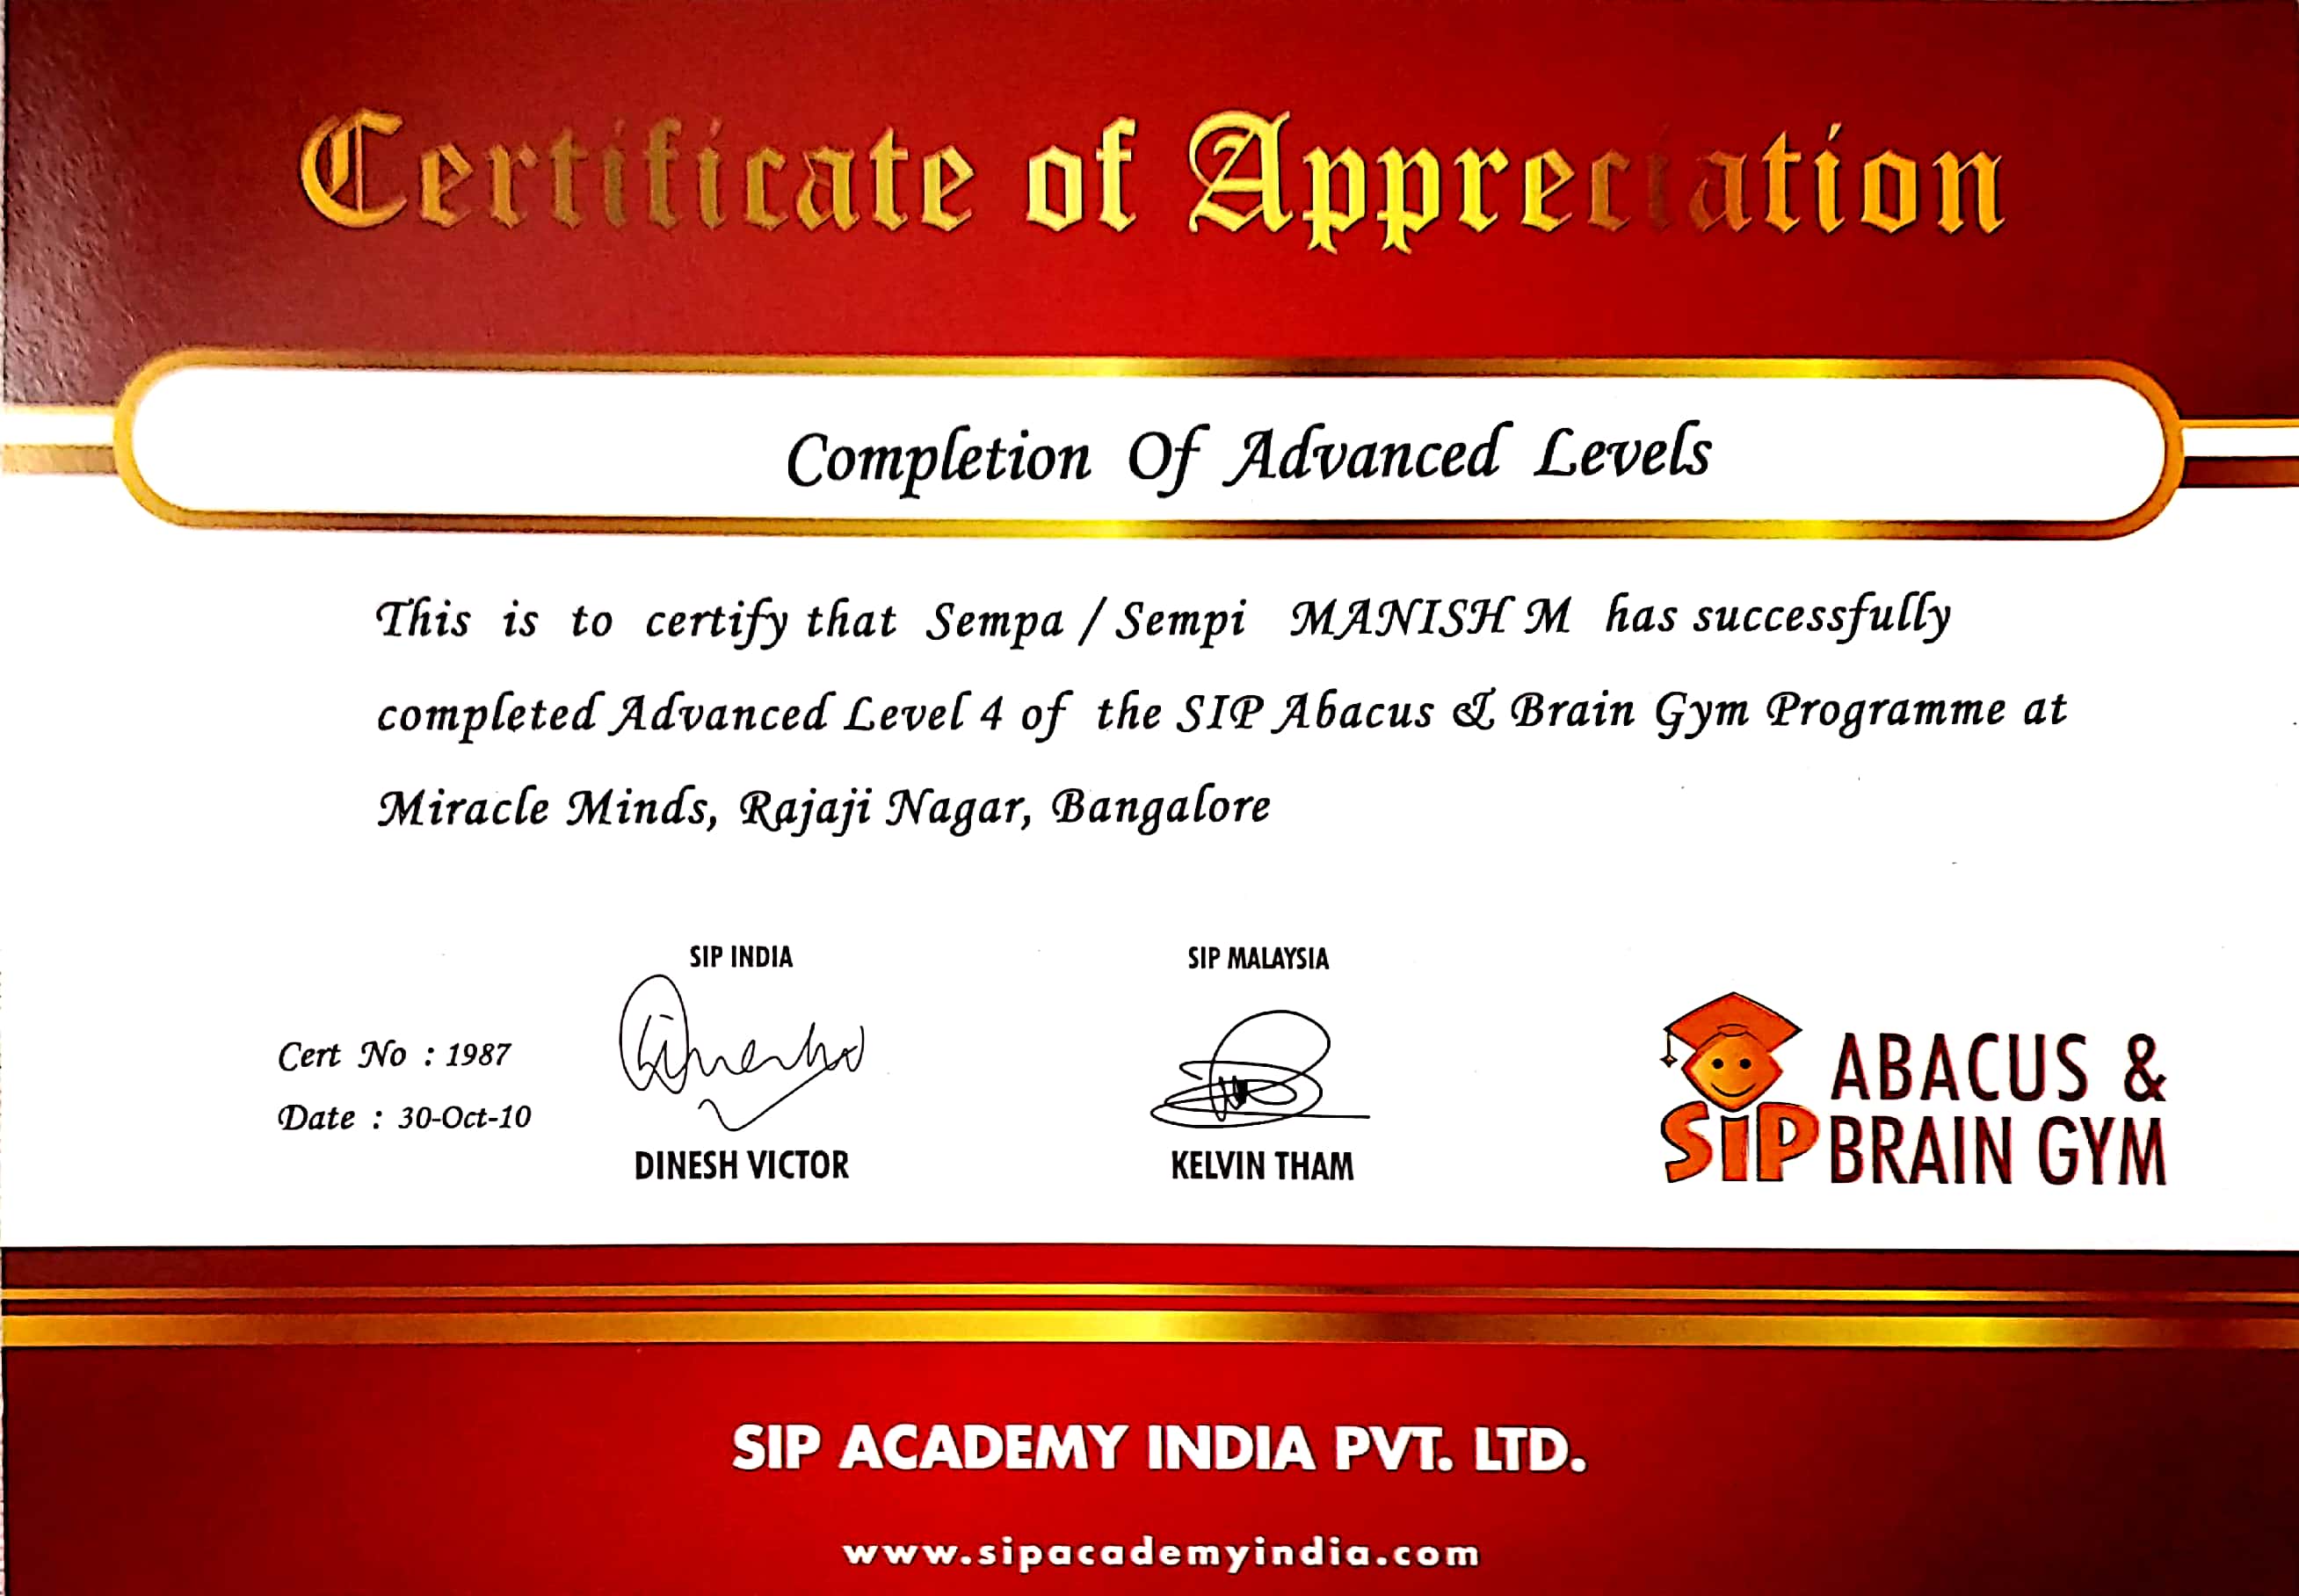 Certificate of Appreciation
Completion Of Advanced Levels
This is to certify that Sempa / Sempi MANISH M has successfully
completed Advanced Level 4 of the SIP Abacus & Brain Gym Programme at
Miracle Minds, Rajaji Nagar, Bangalore
Cert No : 1987
Date : 30-Oct-10
SIP INDIA
DINESH VICTOR
SIP MALAYSIA
KELVIN THAM
SiP
ABACUS &
BRAIN GYM
SIP ACADEMY INDIA PVT. LTD.
www.sipacademyindia.com